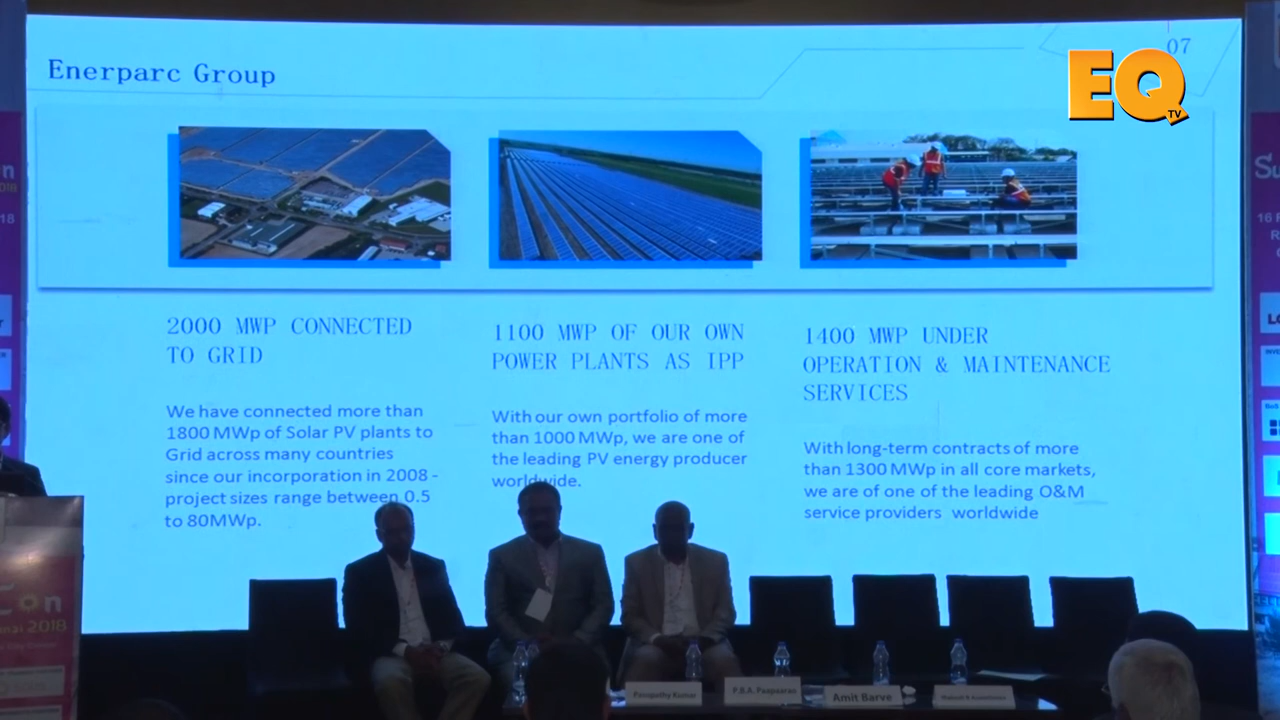 Enerparc Group
07
EQ
TV
2000 MWP CONNECTED
TO GRID
We have connected more than
1800 MWp of Solar PV plants to
Grid across many countries
since our incorporation in 2008 -
project sizes range between 0.5
to 80MWp.
1100 MWP OF OUR OWN
POWER PLANTS AS IPP
With our own portfolio of more
than 1000 MWp, we are one of
the leading PV energy producer
worldwide.
1400 MWP UNDER
OPERATION & MAINTENANCE
SERVICES
With long-term contracts of more
than 1300 MWp in all core markets,
we are of one of the leading O&M
service providers worldwide
2018
Pasupathy Kumar
P.B.A. Paapaarao
Amit Barve